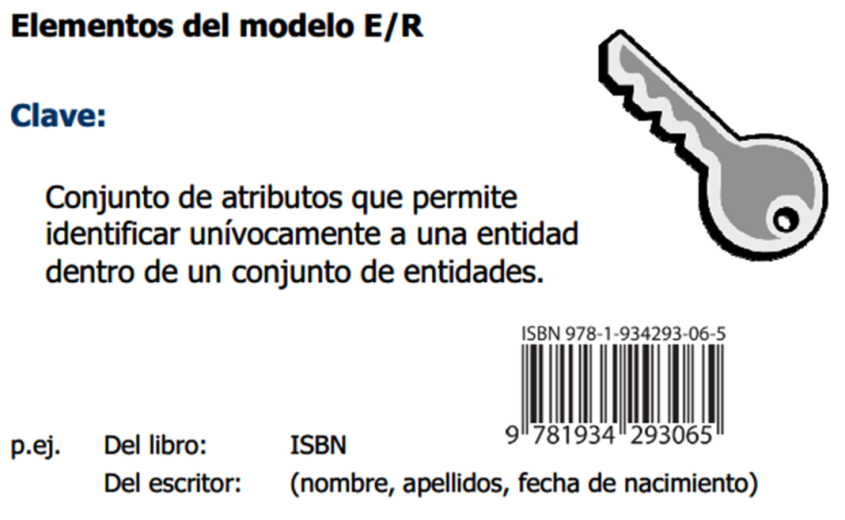 Elementos del modelo E/R
Clave:
Conjunto de atributos que permite
identificar unívocamente a una entidad
dentro de un conjunto de entidades.
ISBN 978-1-934293-06-5
9 781934 293065
p.ej. Del libro: ISBN
Del escritor: (nombre, apellidos, fecha de nacimiento)